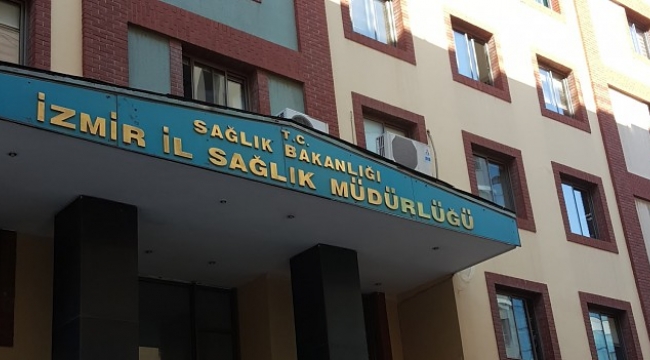 T.C.
SAĞLIK BAKANLIĞI
İZMİR İL SAĞLIK MÜDÜRLÜĞÜ